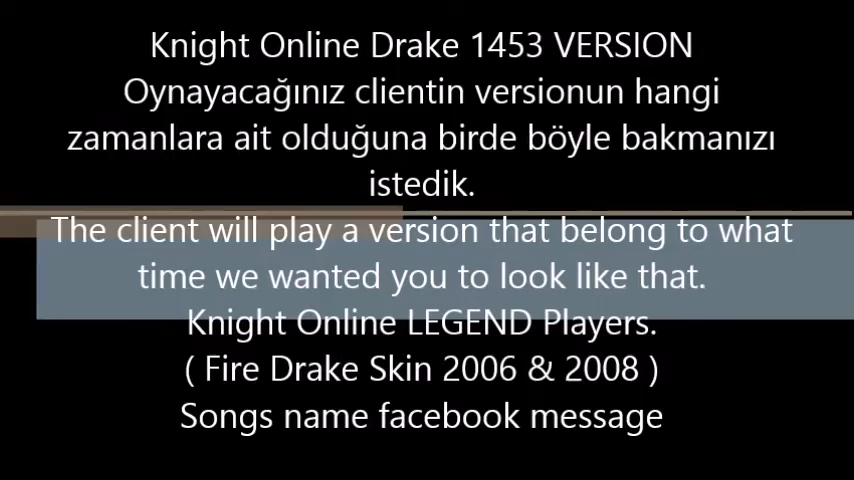 Knight Online Drake 1453 VERSION
Oynayacağınız clientin versionun hangi
zamanlara ait olduğuna birde böyle bakmanızı
istedik.
The client will play a version that belong to what
time we wanted you to look like that.
Knight Online LEGEND Players.
( Fire Drake Skin 2006 & 2008 )
Songs name facebook message